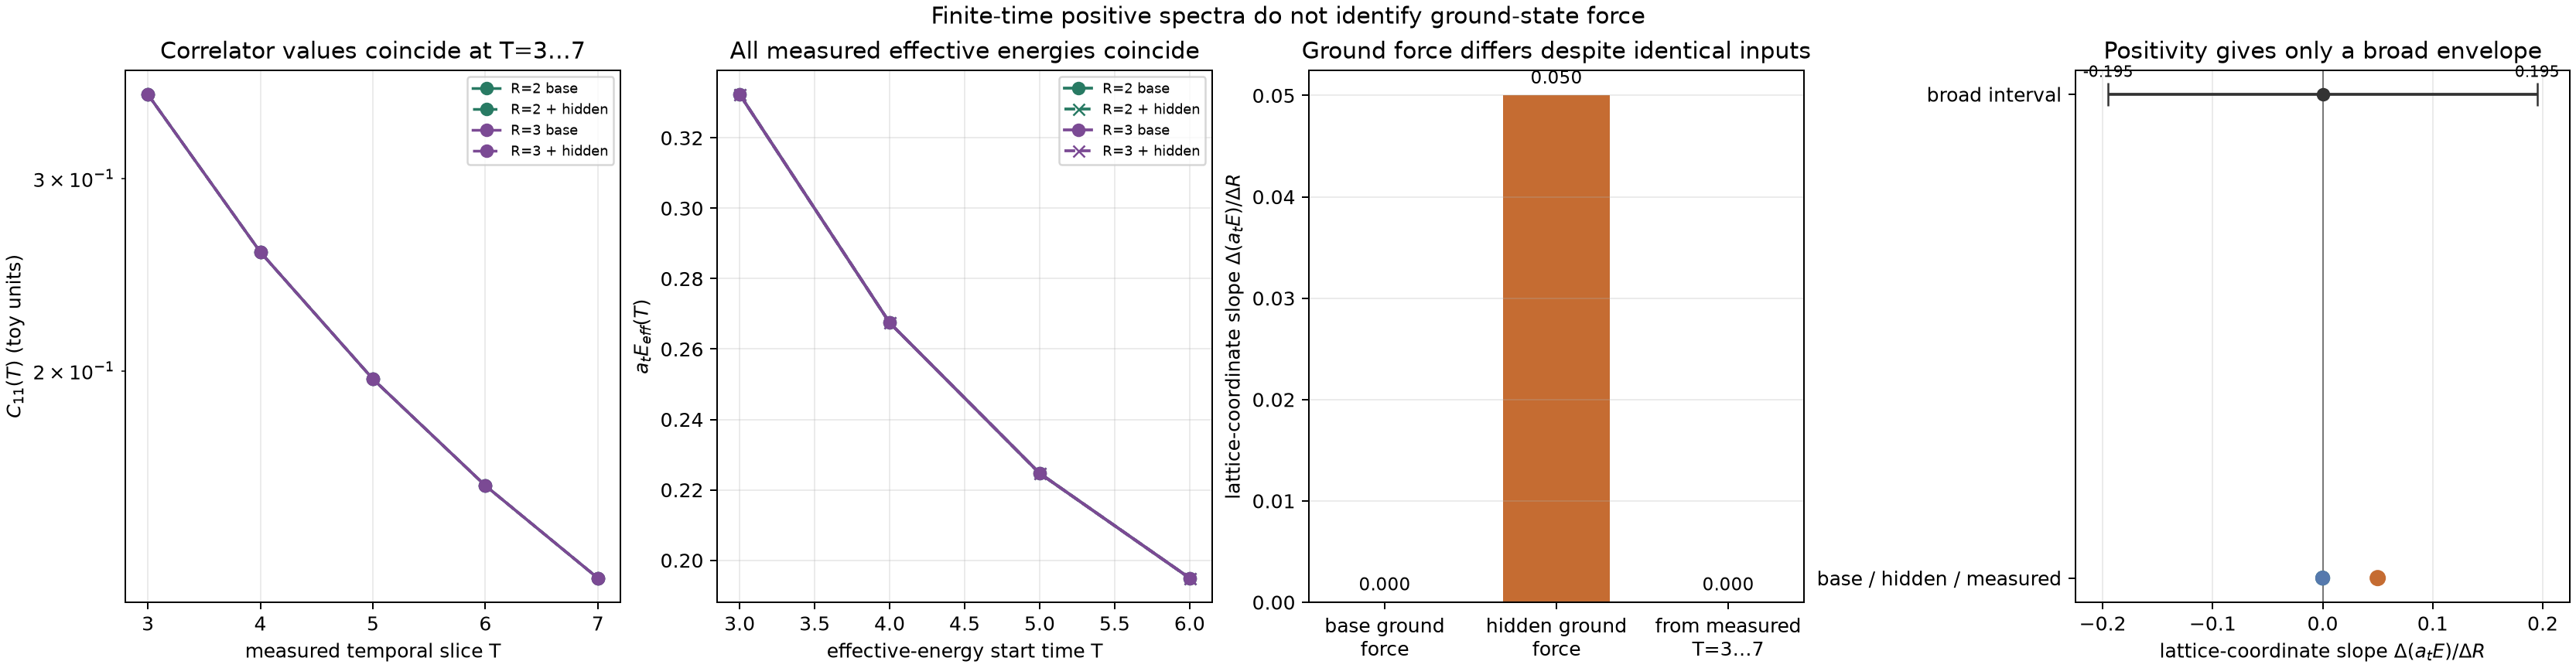 Finite-time positive spectra do not identify ground-state force
Correlator values coincide at T=3...7
R=2 base
R=2 + hidden
R=3 base
R=3 + hidden
3 × 10⁻¹
2 × 10⁻¹
C₁₁(T) (toy units)
3 4 5 6 7
measured temporal slice T
All measured effective energies coincide
R=2 base
R=2 + hidden
R=3 base
R=3 + hidden
0.32
0.30
0.28
0.26
0.24
0.22
0.20
aₜE_eff(T)
3.0 3.5 4.0 4.5 5.0 5.5 6.0
effective-energy start time T
Ground force differs despite identical inputs
0.050
0.000
0.000
0.05
0.04
0.03
0.02
0.01
0.00
lattice-coordinate slope Δ(aₜE)/ΔR
base ground
force
hidden ground
force
from measured
T=3...7
Positivity gives only a broad envelope
-0.195
0.195
broad interval
base / hidden / measured
−0.2 −0.1 0.0 0.1 0.2
lattice-coordinate slope Δ(aₜE)/ΔR